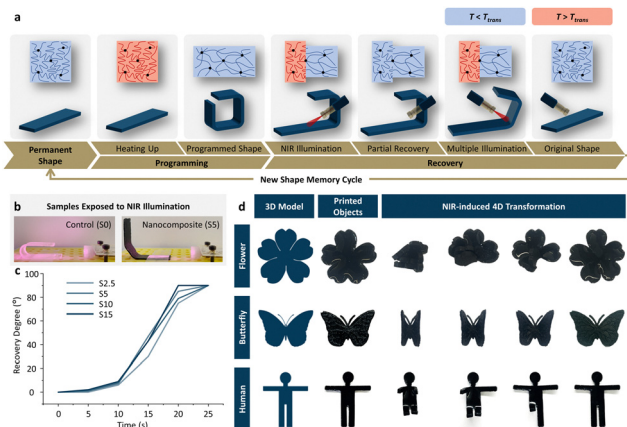 a
T < Ttrans
T > Ttrans
Permanent Shape
Heating Up
Programmed Shape
NIR Illumination
Partial Recovery
Multiple Illumination
Original Shape
Programming
Recovery
New Shape Memory Cycle
b
Samples Exposed to NIR Illumination
Control (S0)
Nanocomposite (S5)
c
Recovery Degree (°)
100
80
60
40
20
0
S2.5
S5
S10
S15
0
5
10
15
20
25
Time (s)
d
3D Model
Printed Objects
NIR-induced 4D Transformation
Flower
Butterfly
Human